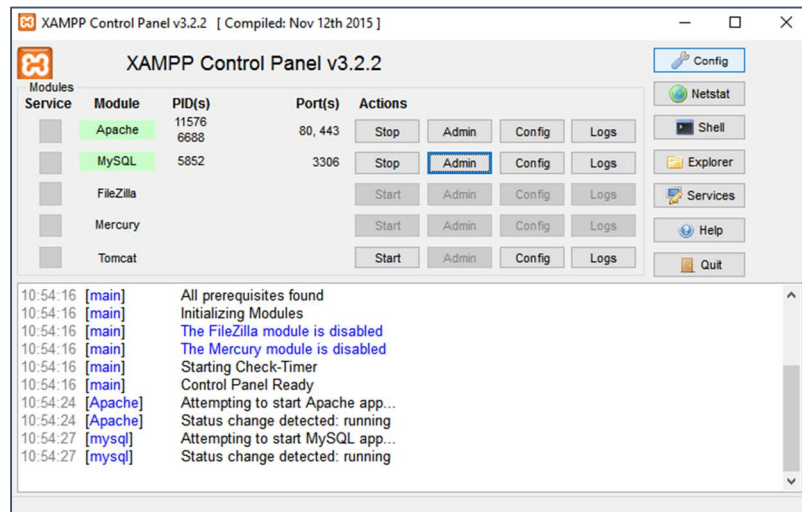 XAMPP Control Panel v3.2.2 [ Compiled: Nov 12th 2015 ]
XAMPP Control Panel v3.2.2
Config
Modules
Service Module PID(s) Port(s) Actions
Netstat
Apache 11576 6688 80, 443 Stop Admin Config Logs
Shell
MySQL 5852 3306 Stop Admin Config Logs
Explorer
FileZilla Start Admin Config Logs
Services
Mercury Start Admin Config Logs
Help
Tomcat Start Admin Config Logs
Quit
10:54:16 [main] All prerequisites found
10:54:16 [main] Initializing Modules
10:54:16 [main] The FileZilla module is disabled
10:54:16 [main] The Mercury module is disabled
10:54:16 [main] Starting Check-Timer
10:54:16 [main] Control Panel Ready
10:54:24 [Apache] Attempting to start Apache app...
10:54:24 [Apache] Status change detected: running
10:54:27 [mysql] Attempting to start MySQL app...
10:54:27 [mysql] Status change detected: running